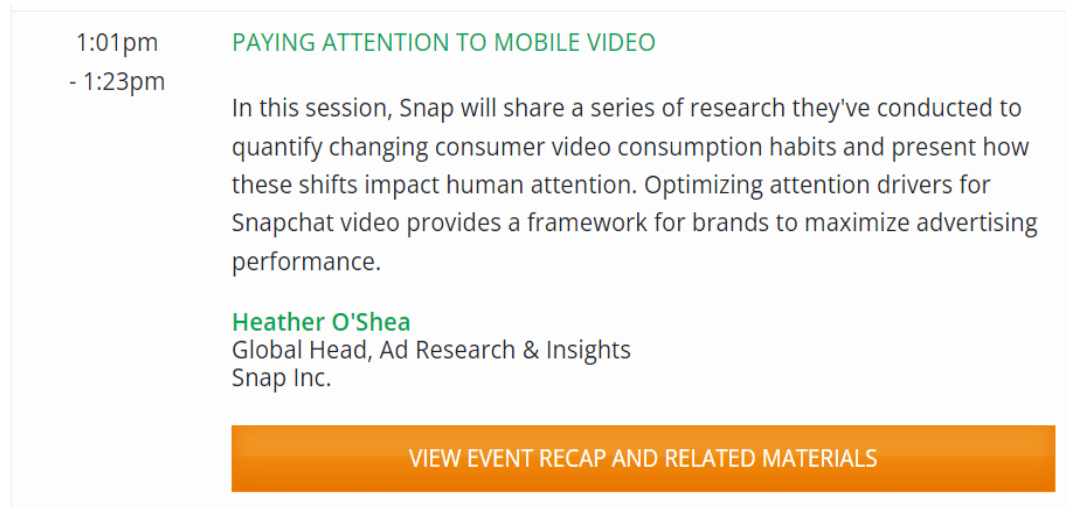 1:01pm
- 1:23pm
PAYING ATTENTION TO MOBILE VIDEO
In this session, Snap will share a series of research they've conducted to
quantify changing consumer video consumption habits and present how
these shifts impact human attention. Optimizing attention drivers for
Snapchat video provides a framework for brands to maximize advertising
performance.
Heather O'Shea
Global Head, Ad Research & Insights
Snap Inc.
VIEW EVENT RECAP AND RELATED MATERIALS